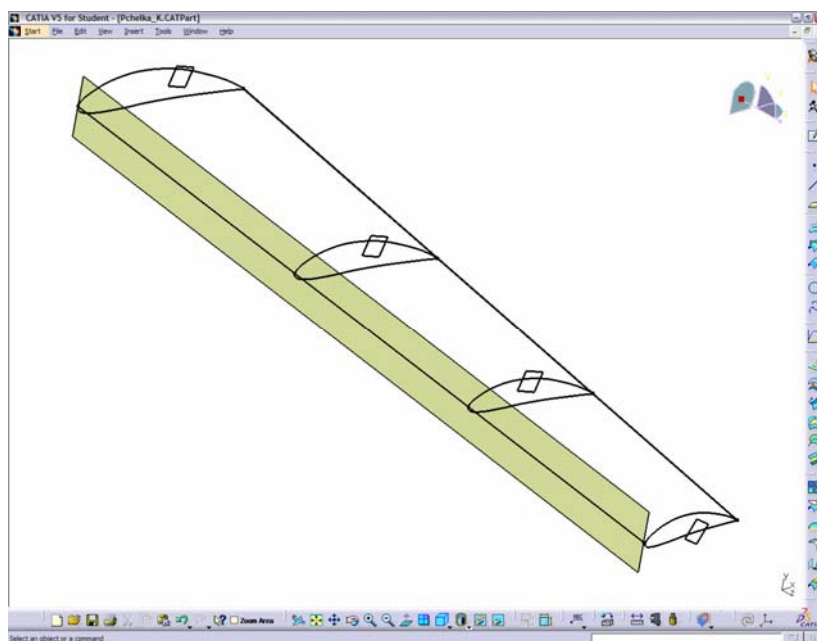 CATIA V5 for Student - [Pchelka_K.CATPart]
Start File Edit View Insert Tools Window Help
Zoom Area
Select an object or a command